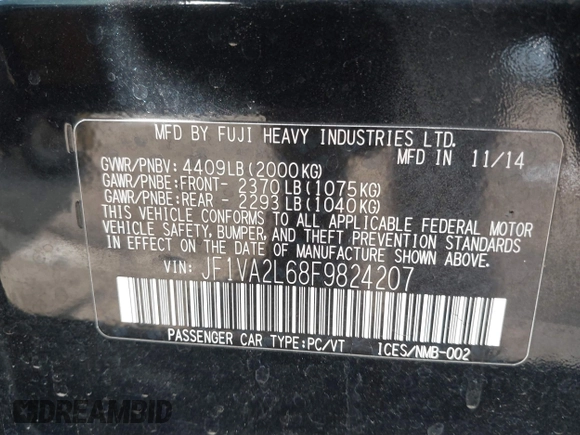 MFD BY FUJI HEAVY INDUSTRIES LTD.
MFD IN 11/14
GVWR/PNBV: 4409LB(2000KG)
GAWR/PNBE:FRONT- 2370LB(1075KG)
GAWR/PNBE:REAR - 2293LB(1040KG)
THIS VEHICLE CONFORMS TO ALL APPLICABLE FEDERAL MOTOR
VEHICLE SAFETY, BUMPER, AND THEFT PREVENTION STANDARDS
IN EFFECT ON THE DATE OF MANUFACTURE SHOWN ABOVE.
VIN: JF1VA2L68F9824207
PASSENGER CAR TYPE:PC/VT 1CES/NMB-002
DREAMBID